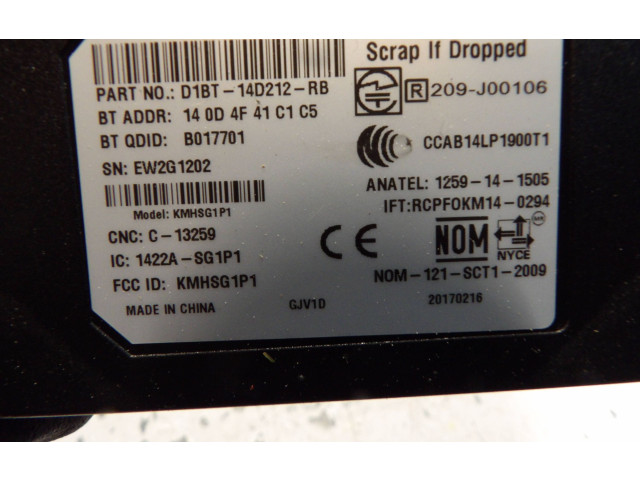 Scrap If Dropped
PART NO.: D1BT-14D212-RB
R 209-J00106
BT ADDR: 14 0D 4F 41 C1 C5
BT QDID: B017701
CCAB14LP1900T1
SN: EW2G1202
ANATEL: 1259-14-1505
Model: KMHSG1P1
IFT:RCPFOKM14-0294
CNC: C-13259
CE
NOM
NYCE
IC: 1422A-SG1P1
NOM-121-SCT1-2009
FCC ID: KMHSG1P1
20170216
MADE IN CHINA
GJV1D